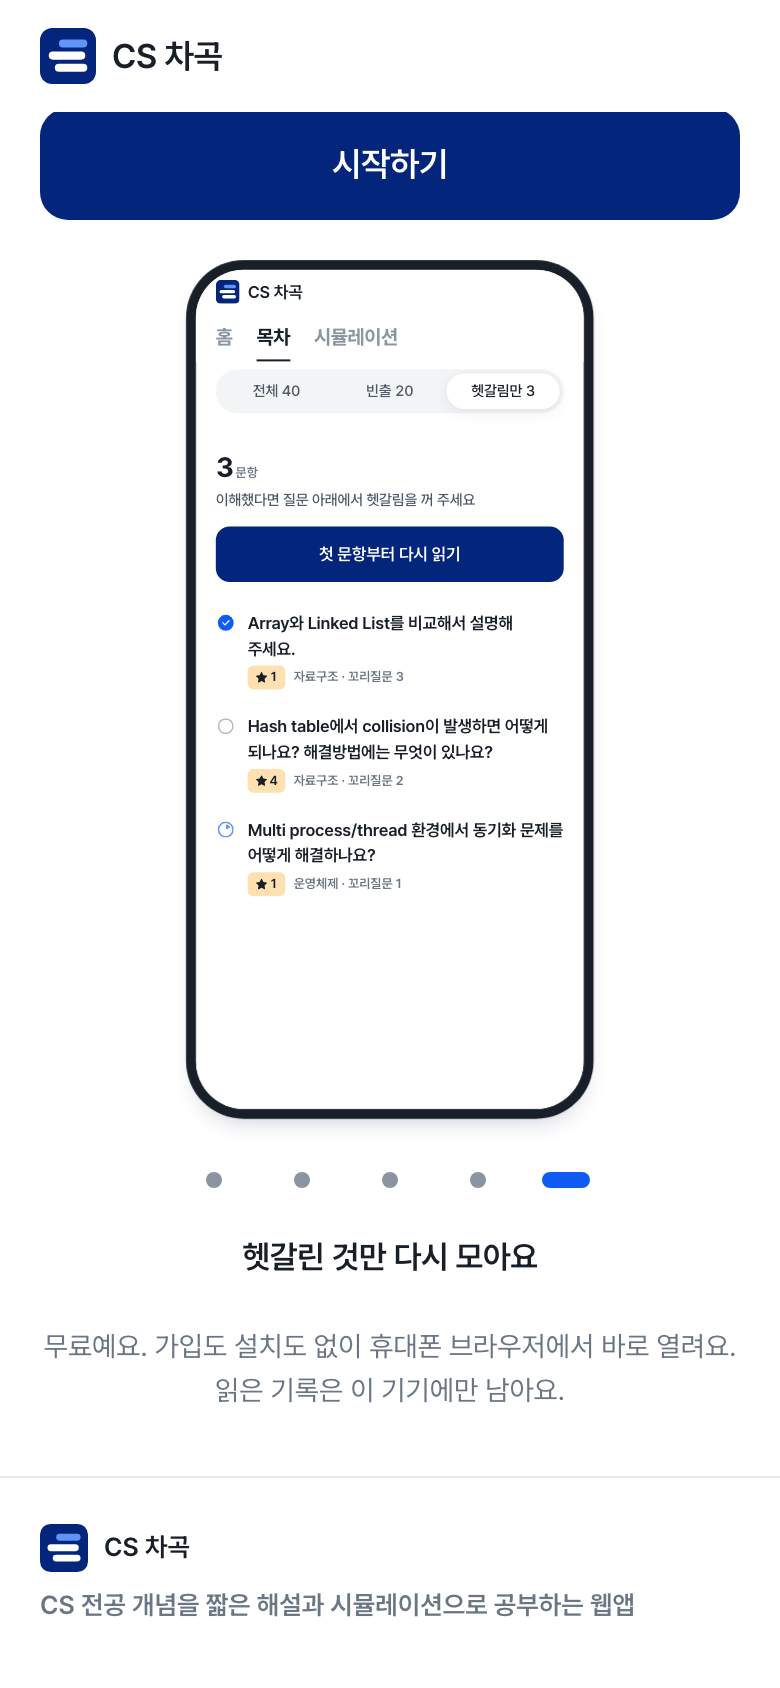 CS 차곡
시작하기
CS 차곡
홈 목차 시뮬레이션
전체 40 빈출 20 헷갈림만 3
3문항
이해했다면 질문 아래에서 헷갈림을 꺼 주세요
첫 문항부터 다시 읽기
Array와 Linked List를 비교해서 설명해
주세요.
★ 1 자료구조 · 꼬리질문 3
Hash table에서 collision이 발생하면 어떻게
되나요? 해결방법에는 무엇이 있나요?
★ 4 자료구조 · 꼬리질문 2
Multi process/thread 환경에서 동기화 문제를
어떻게 해결하나요?
★ 1 운영체제 · 꼬리질문 1
헷갈린 것만 다시 모아요
무료예요. 가입도 설치도 없이 휴대폰 브라우저에서 바로 열려요.
읽은 기록은 이 기기에만 남아요.
CS 차곡
CS 전공 개념을 짧은 해설과 시뮬레이션으로 공부하는 웹앱